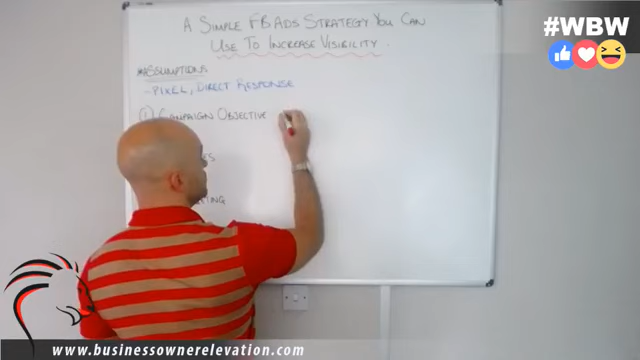 #WBW
A SIMPLE FB ADS STRATEGY YOU CAN
USE TO INCREASE VISIBILITY.
ASSUMPTIONS
- PIXEL, DIRECT RESPONSE
① CAMPAIGN OBJECTIVE
www.businessownerelevation.com